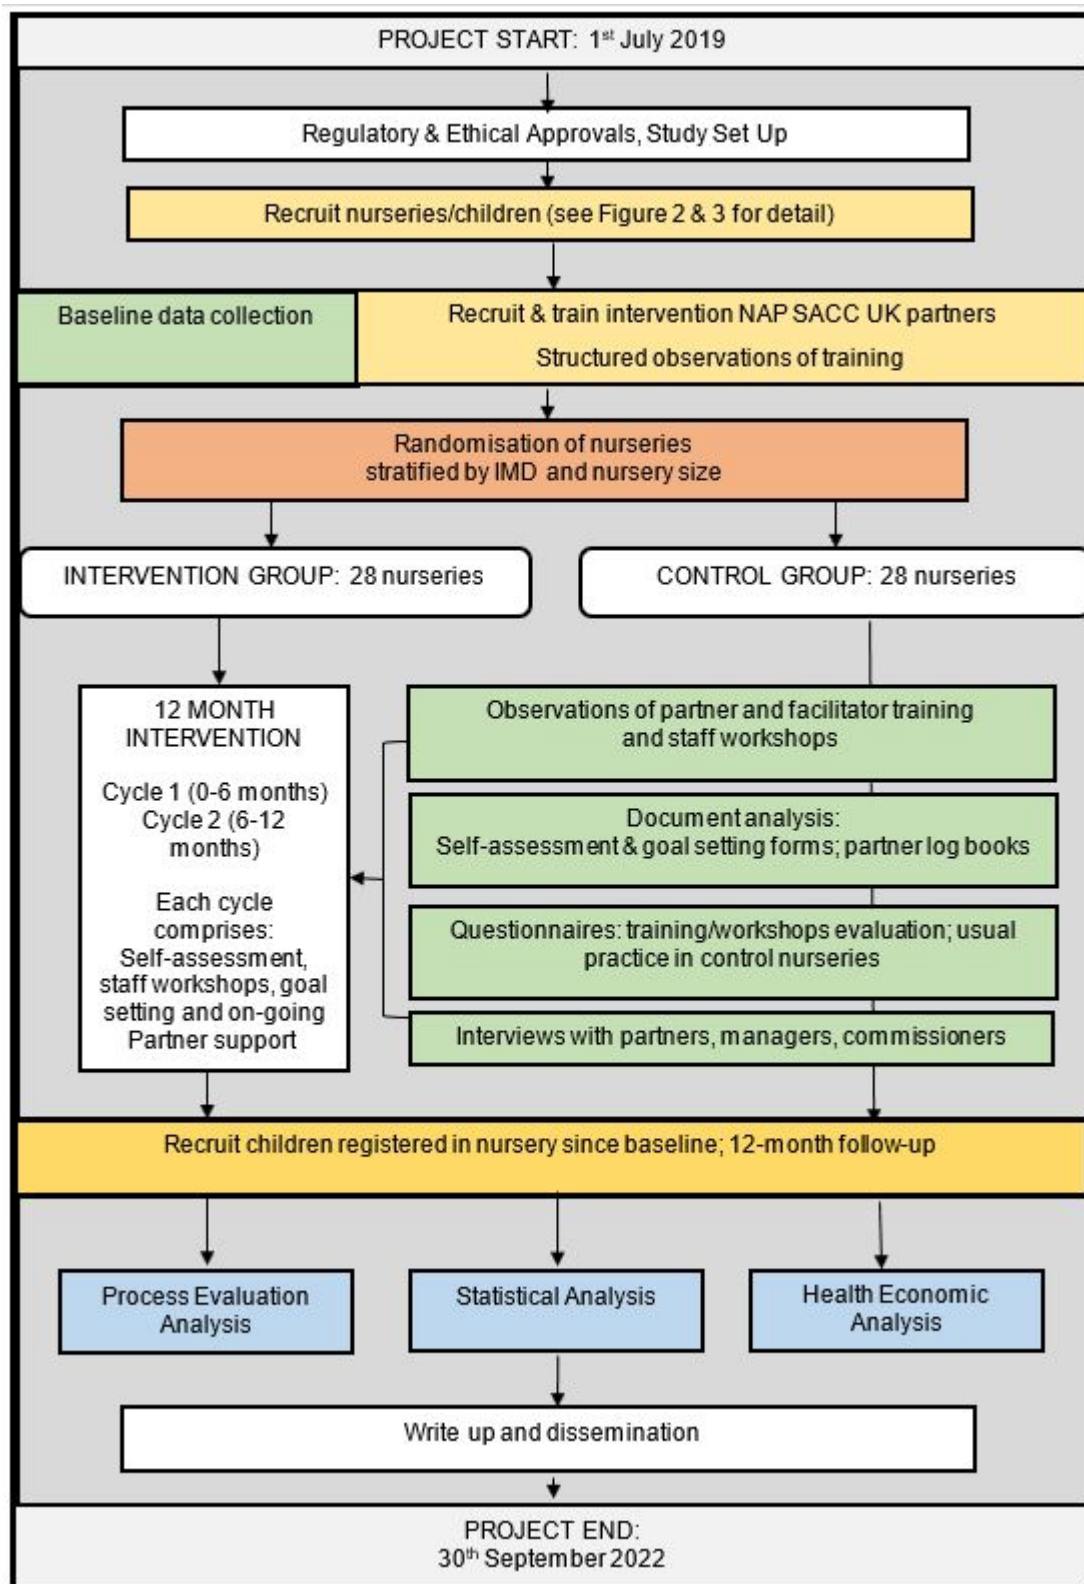 PROJECT START: 1st July 2019
Regulatory & Ethical Approvals, Study Set Up
Recruit nurseries/children (see Figure 2 & 3 for detail)
Baseline data collection
Recruit & train intervention NAP SACC UK partners
Structured observations of training
Randomisation of nurseries
stratified by IMD and nursery size
INTERVENTION GROUP: 28 nurseries
CONTROL GROUP: 28 nurseries
12 MONTH
INTERVENTION
Cycle 1 (0-6 months)
Cycle 2 (6-12
months)
Each cycle
comprises:
Self-assessment,
staff workshops, goal
setting and on-going
Partner support
Observations of partner and facilitator training
and staff workshops
Document analysis:
Self-assessment & goal setting forms; partner log books
Questionnaires: training/workshops evaluation; usual
practice in control nurseries
Interviews with partners, managers, commissioners
Recruit children registered in nursery since baseline; 12-month follow-up
Process Evaluation
Analysis
Statistical Analysis
Health Economic
Analysis
Write up and dissemination
PROJECT END:
30th September 2022